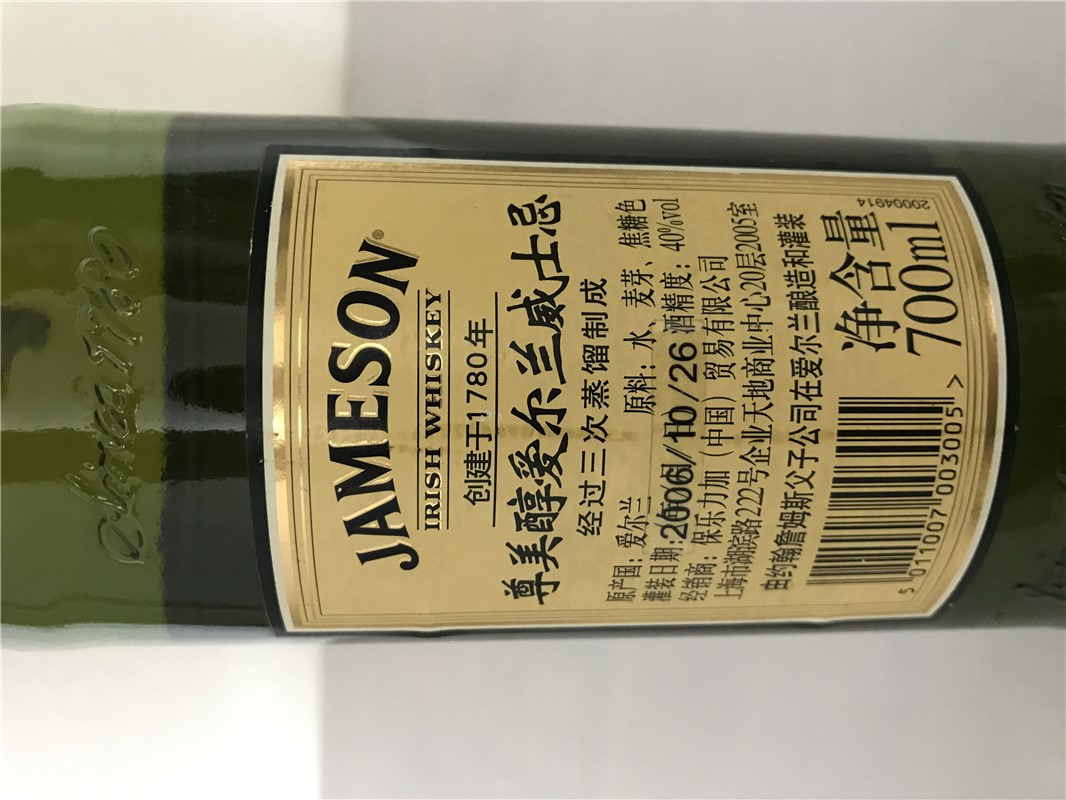 JAMESON®
IRISH WHISKEY
创建于1780年
尊美醇爱尔兰威士忌
经过三次蒸馏制成
原产国：爱尔兰 原料：水、麦芽、焦糖色
灌装日期:2006/10/26 酒精度：40%vol
经销商：保乐力加（中国）贸易有限公司
上海市湖滨路222号企业天地商业中心20层2005室
由约翰詹姆斯父子公司在爱尔兰酿造和灌装
净含量
700ml
5 011007 003005 >
20004914